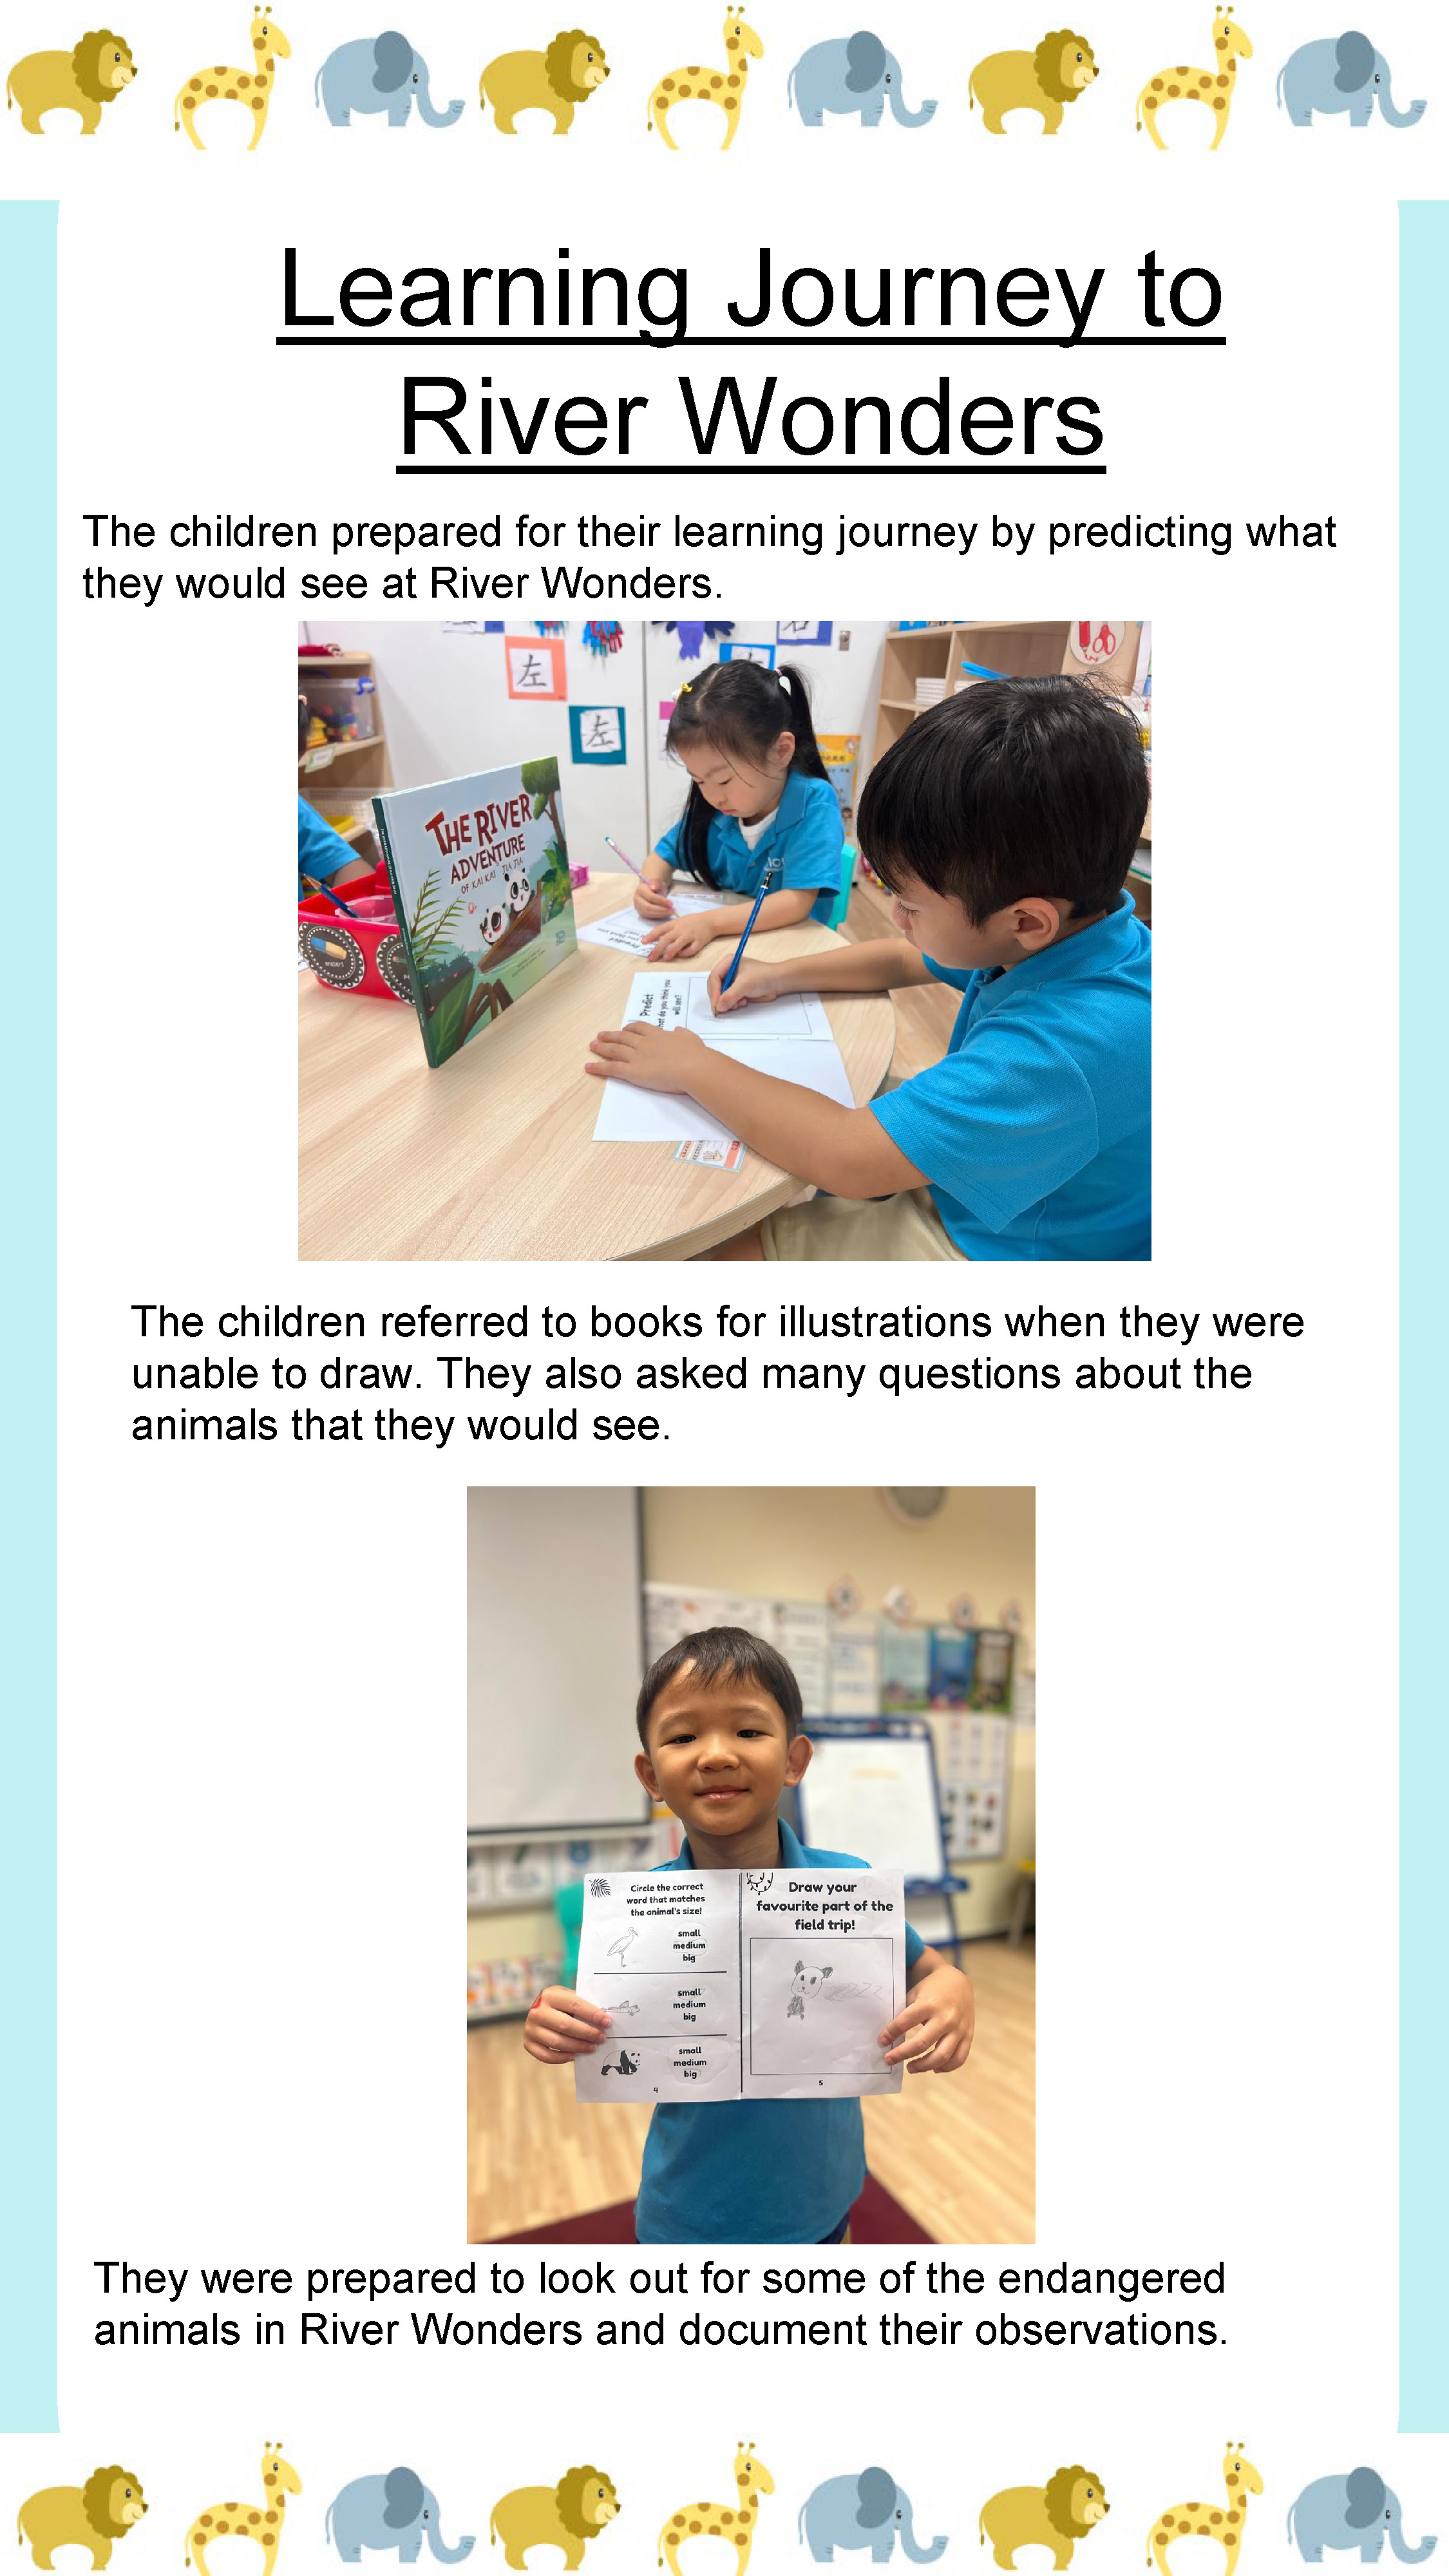 Learning Journey to
River Wonders
The children prepared for their learning journey by predicting what
they would see at River Wonders.
左
左
THE RIVER
ADVENTURE
OF KAI KAI JIA JIA
Predict
do you think you
will see?
The children referred to books for illustrations when they were
unable to draw. They also asked many questions about the
animals that they would see.
Circle the correct
word that matches
the animal's size!
small
medium
big
small
medium
big
small
medium
big
4
Draw your
favourite part of the
field trip!
5
They were prepared to look out for some of the endangered
animals in River Wonders and document their observations.